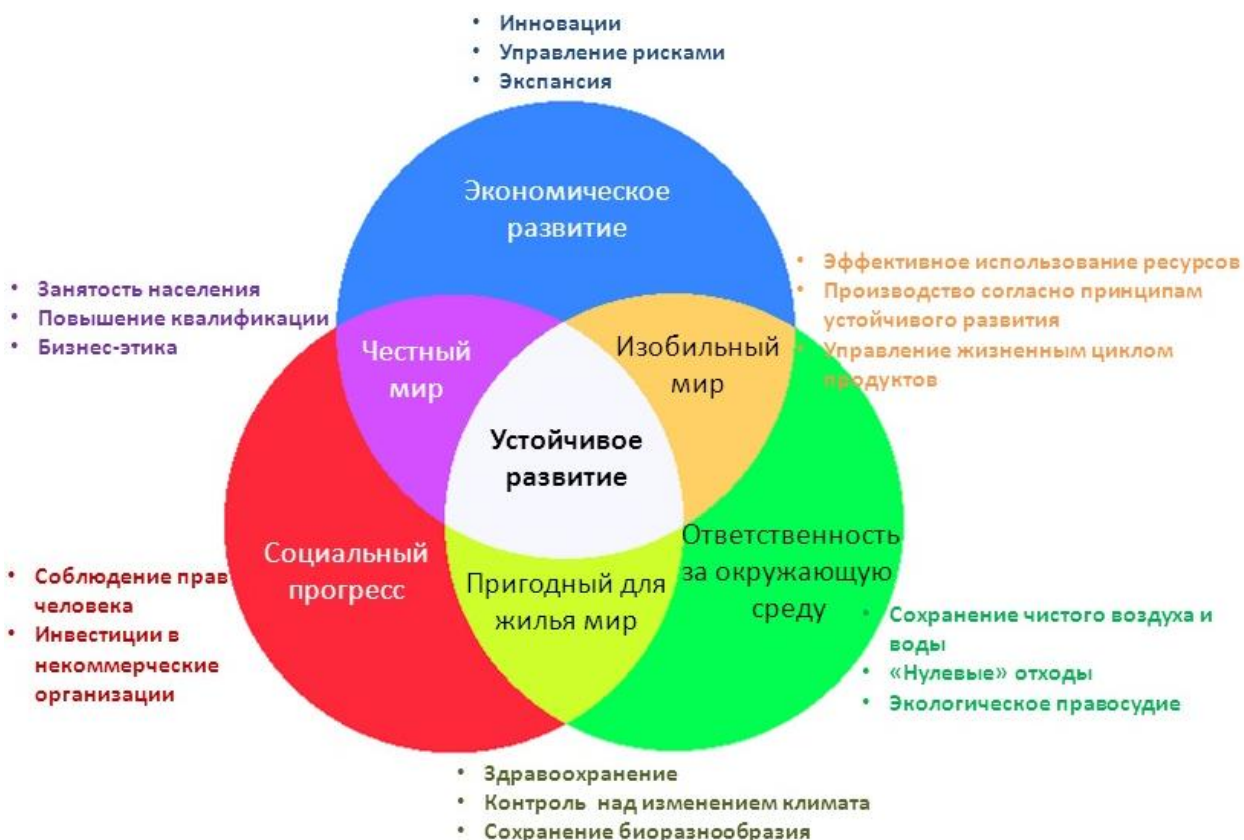 • Инновации
• Управление рисками
• Экспансия
Экономическое
развитие
• Занятость населения
• Повышение квалификации
• Бизнес-этика
• Эффективное использование ресурсов
• Производство согласно принципам
устойчивого развития
• Управление жизненным циклом
продуктов
Честный
мир
Изобильный
мир
Устойчивое
развитие
Социальный
прогресс
Пригодный для
жилья мир
Ответственность
за окружающую
среду
• Соблюдение прав
человека
• Инвестиции в
некоммерческие
организации
• Сохранение чистого воздуха и
воды
• «Нулевые» отходы
• Экологическое правосудие
• Здравоохранение
• Контроль над изменением климата
• Сохранение биоразнообразия